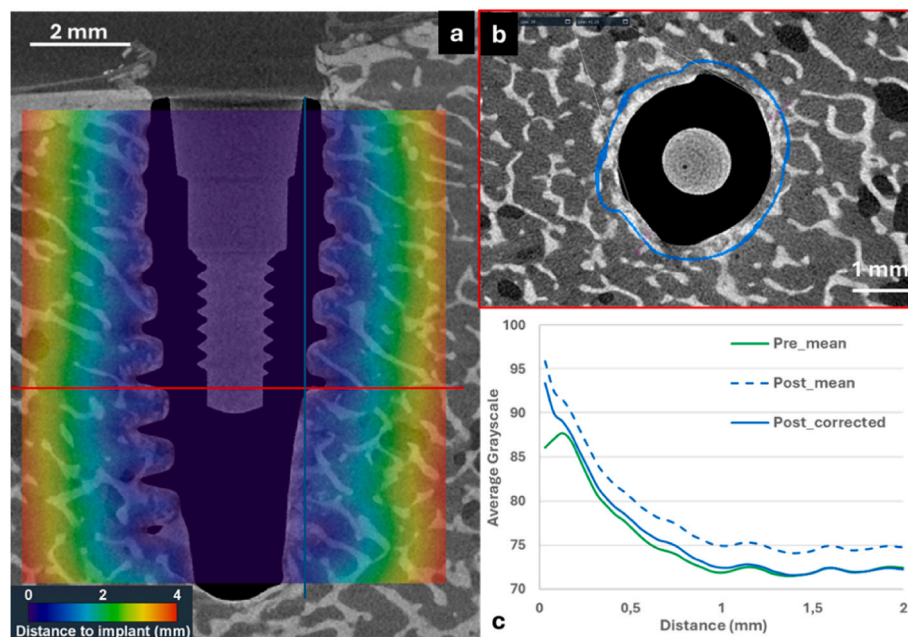 2 mm
a
0 2 4
Distance to implant (mm)
b
1 mm
100
95
90
85
80
75
70
Average Grayscale
Pre_mean
Post_mean
Post_corrected
0 0,5 1 1,5 2
Distance (mm)
c